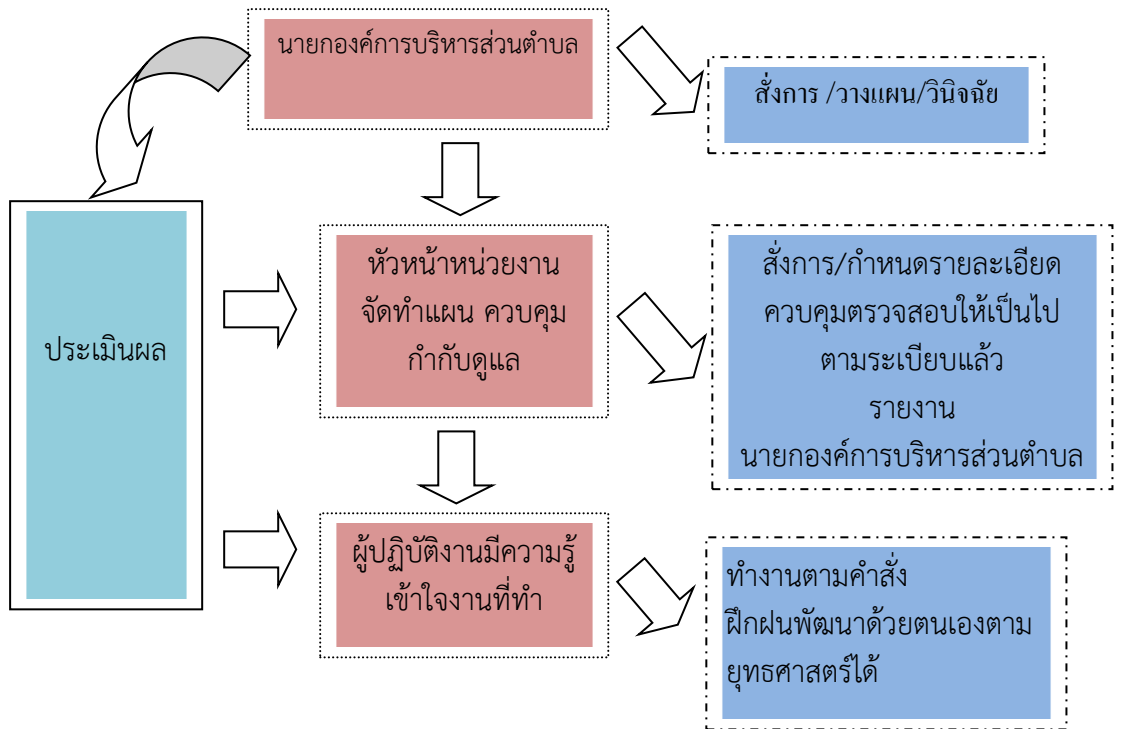 นายกองค์การบริหารส่วนตำบล
สั่งการ /วางแผน/วินิจฉัย
ประเมินผล
หัวหน้าหน่วยงาน
จัดทำแผน ควบคุม
กำกับดูแล
สั่งการ/กำหนดรายละเอียด
ควบคุมตรวจสอบให้เป็นไป
ตามระเบียบแล้ว
รายงาน
นายกองค์การบริหารส่วนตำบล
ผู้ปฏิบัติงานมีความรู้
เข้าใจงานที่ทำ
ทำงานตามคำสั่ง
ฝึกฝนพัฒนาด้วยตนเองตาม
ยุทธศาสตร์ได้